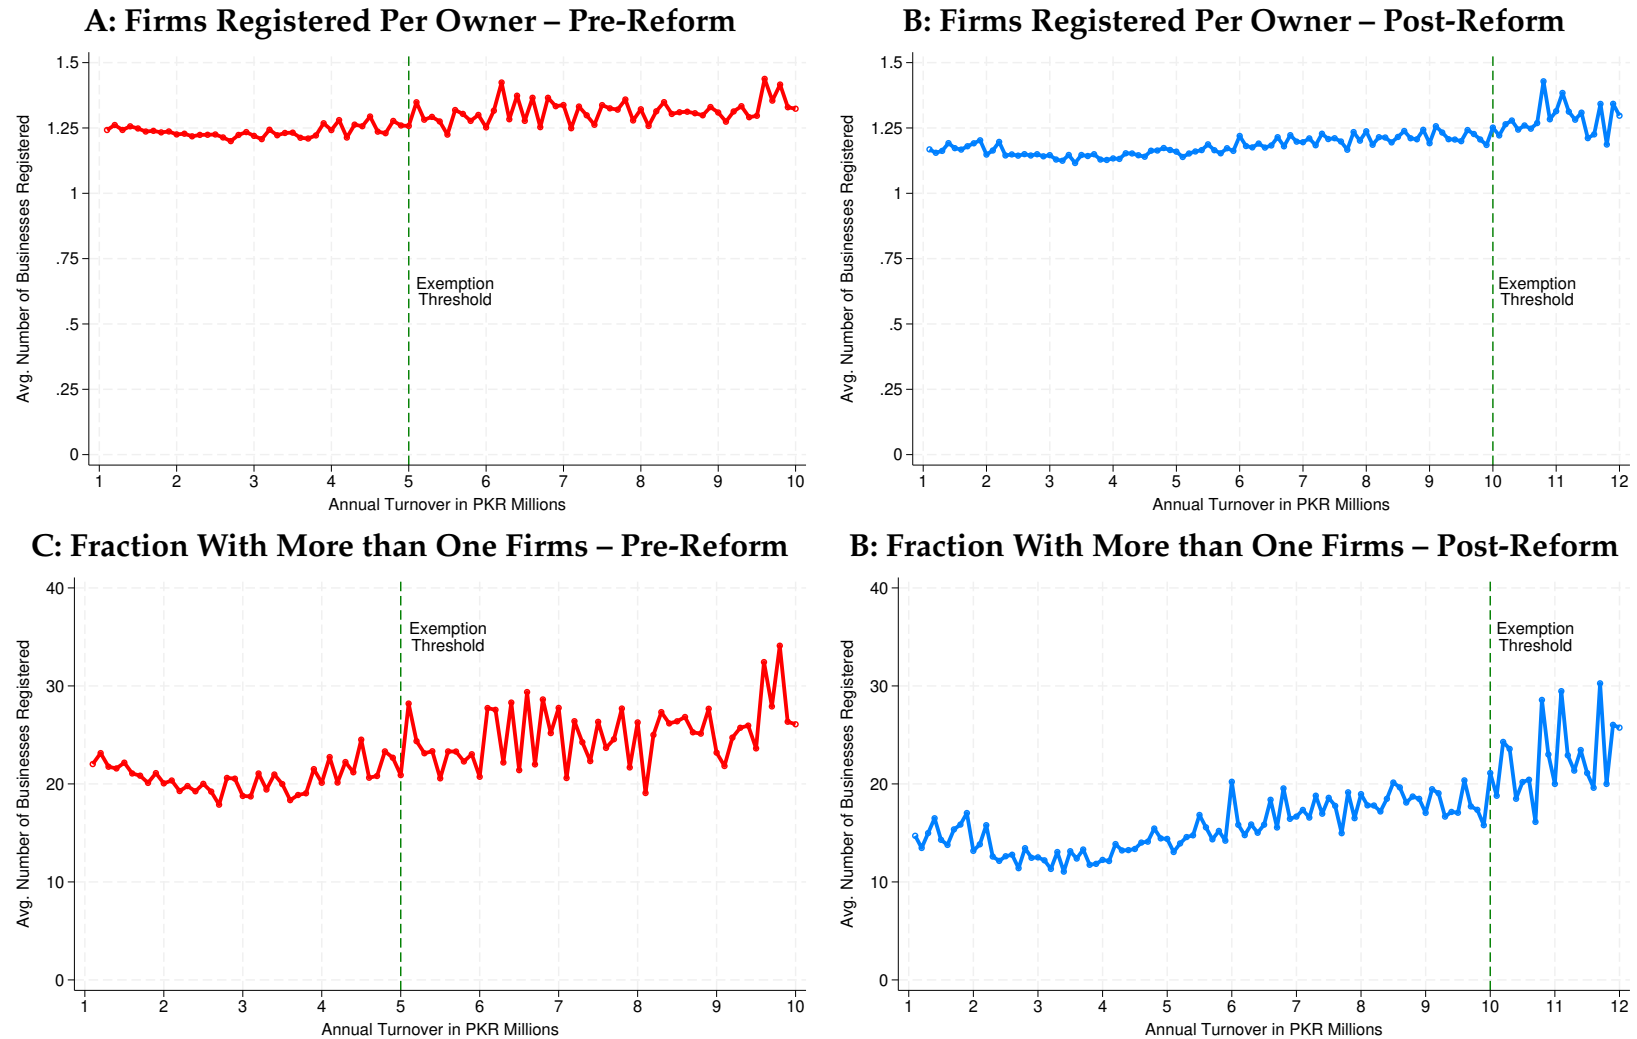 A: Firms Registered Per Owner – Pre-Reform
1.5
1.25
1
.75
.5
.25
0
Avg. Number of Businesses Registered
Exemption
Threshold
1 2 3 4 5 6 7 8 9 10
Annual Turnover in PKR Millions
B: Firms Registered Per Owner – Post-Reform
1.5
1.25
1
.75
.5
.25
0
Avg. Number of Businesses Registered
Exemption
Threshold
1 2 3 4 5 6 7 8 9 10 11 12
Annual Turnover in PKR Millions
C: Fraction With More than One Firms – Pre-Reform
40
30
20
10
0
Avg. Number of Businesses Registered
Exemption
Threshold
1 2 3 4 5 6 7 8 9 10
Annual Turnover in PKR Millions
B: Fraction With More than One Firms – Post-Reform
40
30
20
10
0
Avg. Number of Businesses Registered
Exemption
Threshold
1 2 3 4 5 6 7 8 9 10 11 12
Annual Turnover in PKR Millions